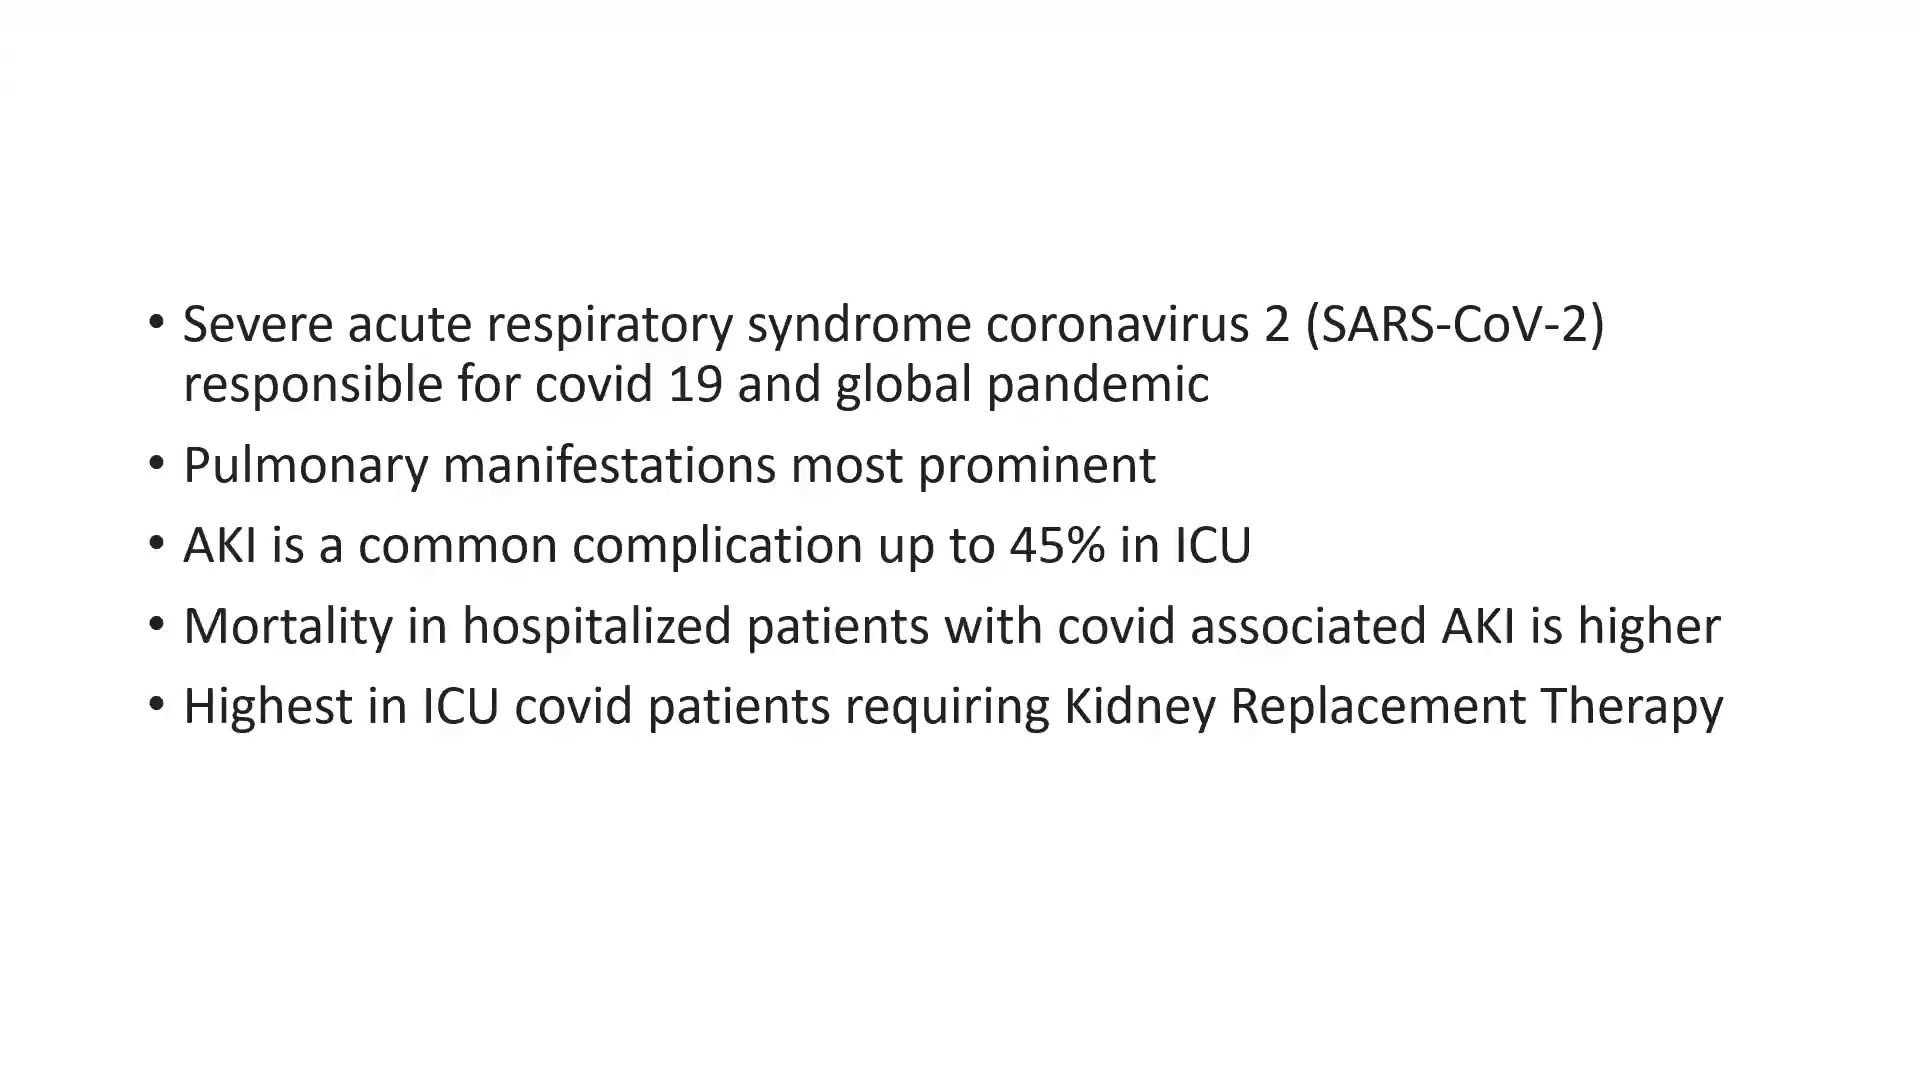 • Severe acute respiratory syndrome coronavirus 2 (SARS-CoV-2)
responsible for covid 19 and global pandemic
• Pulmonary manifestations most prominent
• AKI is a common complication up to 45% in ICU
• Mortality in hospitalized patients with covid associated AKI is higher
• Highest in ICU covid patients requiring Kidney Replacement Therapy